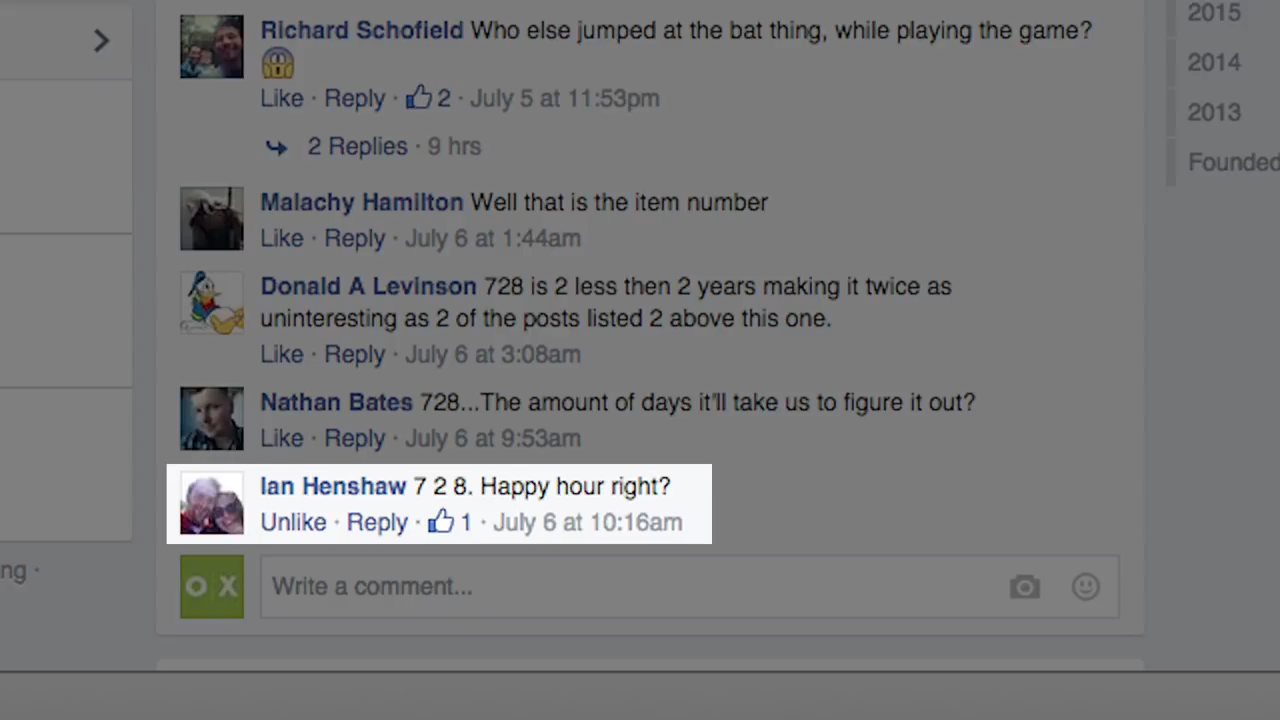 Richard Schofield Who else jumped at the bat thing, while playing the game?
😱
Like · Reply · 2 · July 5 at 11:53pm
2 Replies · 9 hrs
Malachy Hamilton Well that is the item number
Like · Reply · July 6 at 1:44am
Donald A Levinson 728 is 2 less then 2 years making it twice as
uninteresting as 2 of the posts listed 2 above this one.
Like · Reply · July 6 at 3:08am
Nathan Bates 728...The amount of days it'll take us to figure it out?
Like · Reply · July 6 at 9:53am
Ian Henshaw 7 2 8. Happy hour right?
Unlike · Reply · 1 · July 6 at 10:16am
O X
Write a comment...
ng ·
2015
2014
2013
Founded